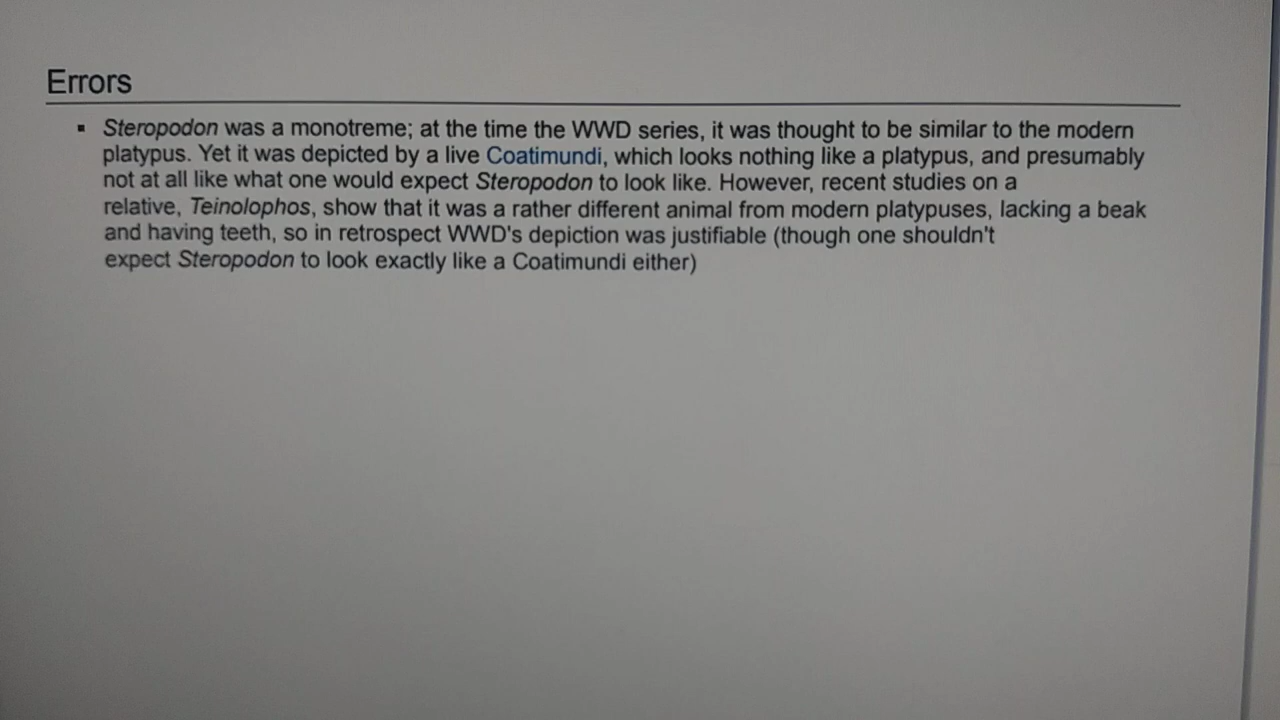 Errors
▪ Steropodon was a monotreme; at the time the WWD series, it was thought to be similar to the modern
platypus. Yet it was depicted by a live Coatimundi, which looks nothing like a platypus, and presumably
not at all like what one would expect Steropodon to look like. However, recent studies on a
relative, Teinolophos, show that it was a rather different animal from modern platypuses, lacking a beak
and having teeth, so in retrospect WWD's depiction was justifiable (though one shouldn't
expect Steropodon to look exactly like a Coatimundi either)